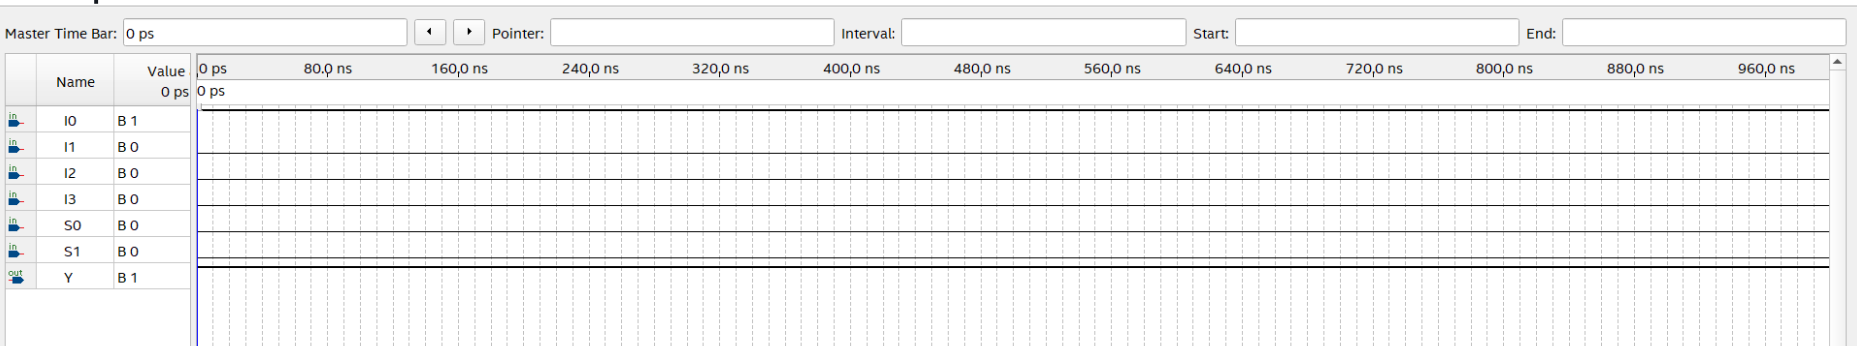 Master Time Bar: 0 ps Pointer: Interval: Start: End:
Name Value 0 ps
0 ps 80.0 ns 160,0 ns 240,0 ns 320,0 ns 400,0 ns 480,0 ns 560,0 ns 640,0 ns 720,0 ns 800,0 ns 880,0 ns 960,0 ns
0 ps
in I0 B 1
in I1 B 0
in I2 B 0
in I3 B 0
in S0 B 0
in S1 B 0
out Y B 1